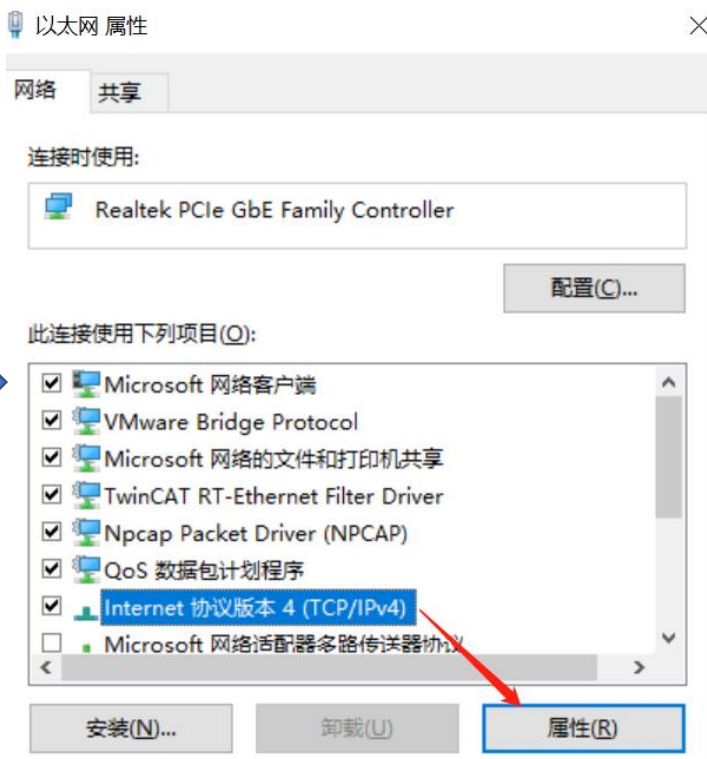 以太网 属性
网络
共享
连接时使用:
Realtek PCIe GbE Family Controller
配置(C)...
此连接使用下列项目(O):
Microsoft 网络客户端
VMware Bridge Protocol
Microsoft 网络的文件和打印机共享
TwinCAT RT-Ethernet Filter Driver
Npcap Packet Driver (NPCAP)
QoS 数据包计划程序
Internet 协议版本 4 (TCP/IPv4)
Microsoft 网络适配器多路传送器协议
安装(N)...
卸载(U)
属性(R)